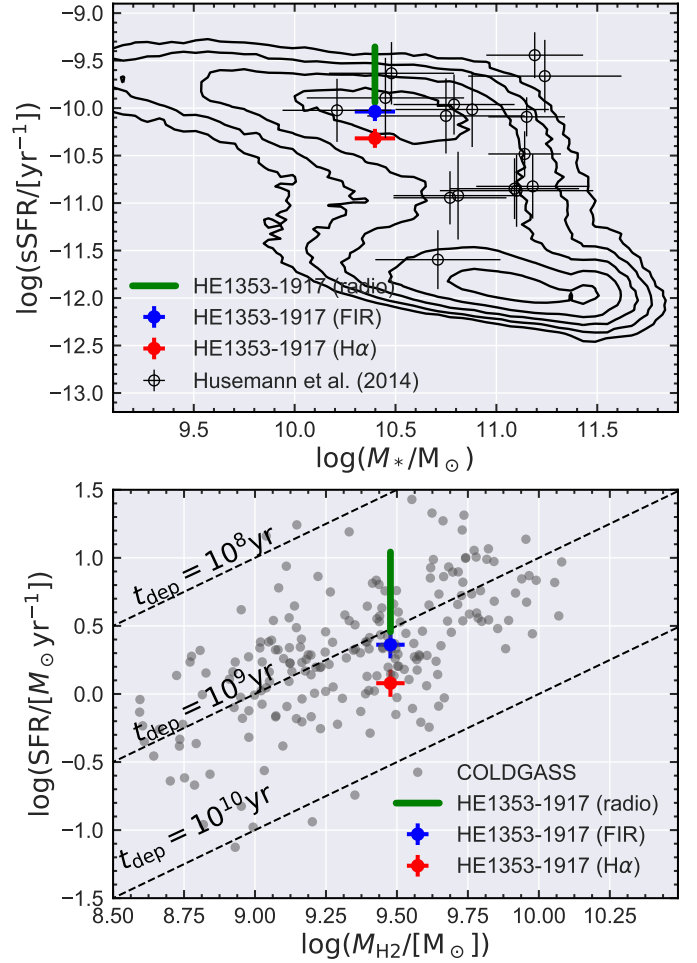 −9.0
−9.5
−10.0
−10.5
−11.0
−11.5
−12.0
−12.5
−13.0
log(sSFR/[yr⁻¹])
HE1353-1917 (radio)
HE1353-1917 (FIR)
HE1353-1917 (Hα)
Husemann et al. (2014)
9.5 10.0 10.5 11.0 11.5
log(M*/M⊙)
1.5
1.0
0.5
0.0
−0.5
−1.0
−1.5
log(SFR/[M⊙yr⁻¹])
t_dep = 10⁸yr
t_dep = 10⁹yr
t_dep = 10¹⁰yr
COLDGASS
HE1353-1917 (radio)
HE1353-1917 (FIR)
HE1353-1917 (Hα)
8.50 8.75 9.00 9.25 9.50 9.75 10.00 10.25
log(M_H2/[M⊙])